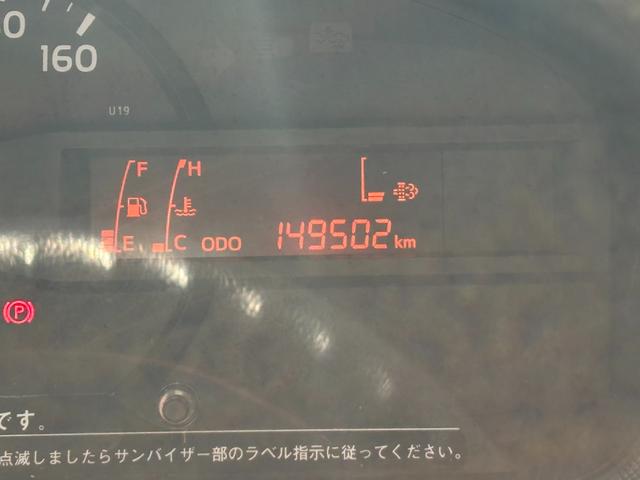 160
U19
F H
E C ODO 149502 km
P
です。
点滅しましたらサンバイザー部のラベル指示に従ってください。